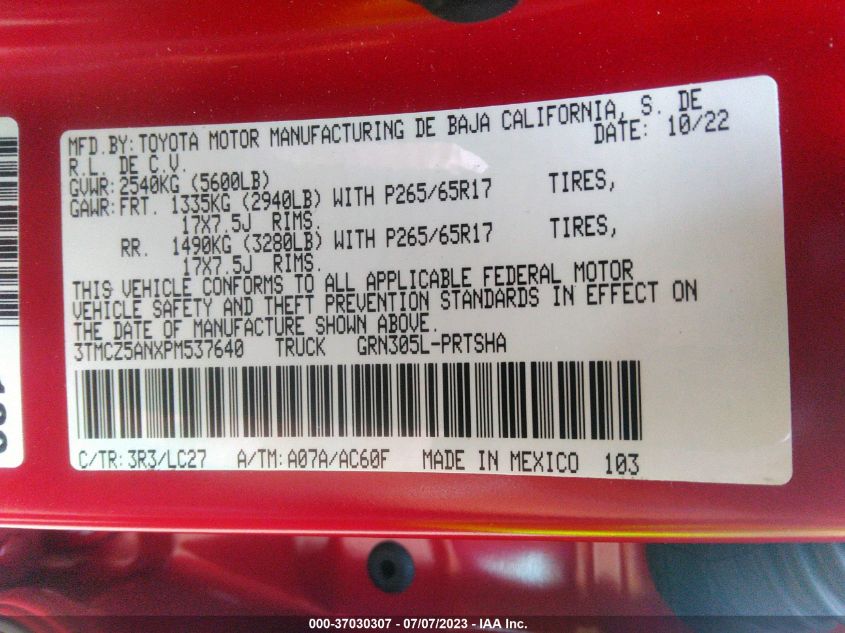 MFD.BY: TOYOTA MOTOR MANUFACTURING DE BAJA CALIFORNIA, S. DE
R.L. DE C.V. DATE: 10/22
GVWR: 2540KG (5600LB)
GAWR: FRT. 1335KG (2940LB) WITH P265/65R17 TIRES,
17X7.5J RIMS.
RR. 1490KG (3280LB) WITH P265/65R17 TIRES,
17X7.5J RIMS.
THIS VEHICLE CONFORMS TO ALL APPLICABLE FEDERAL MOTOR
VEHICLE SAFETY AND THEFT PREVENTION STANDARDS IN EFFECT ON
THE DATE OF MANUFACTURE SHOWN ABOVE.
3TMCZ5ANXPM537640 TRUCK GRN305L-PRTSHA
C/TR: 3R3/LC27 A/TM: A07A/AC60F MADE IN MEXICO 103
000-37030307 - 07/07/2023 - IAA Inc.